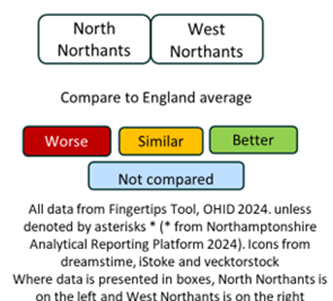 North
Northants
West
Northants
Compare to England average
Worse
Similar
Better
Not compared
All data from Fingertips Tool, OHID 2024. unless
denoted by asterisks * (* from Northamptonshire
Analytical Reporting Platform 2024). Icons from
dreamstime, iStoke and vecktorstock
Where data is presented in boxes, North Northants is
on the left and West Northants is on the right